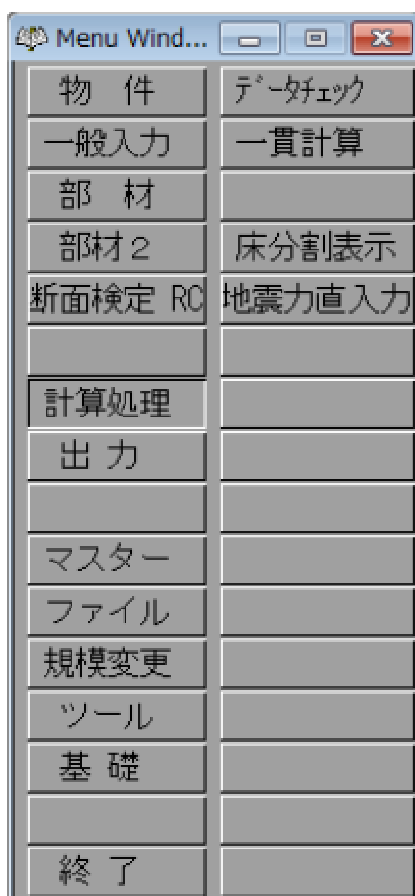 Menu Wind...
物 件 ﾃﾞｰﾀﾁｪｯｸ
一般入力 一貫計算
部 材
部材2 床分割表示
断面検定 RC 地震力直入力
計算処理
出 力
マスター
ファイル
規模変更
ツール
基 礎
終 了